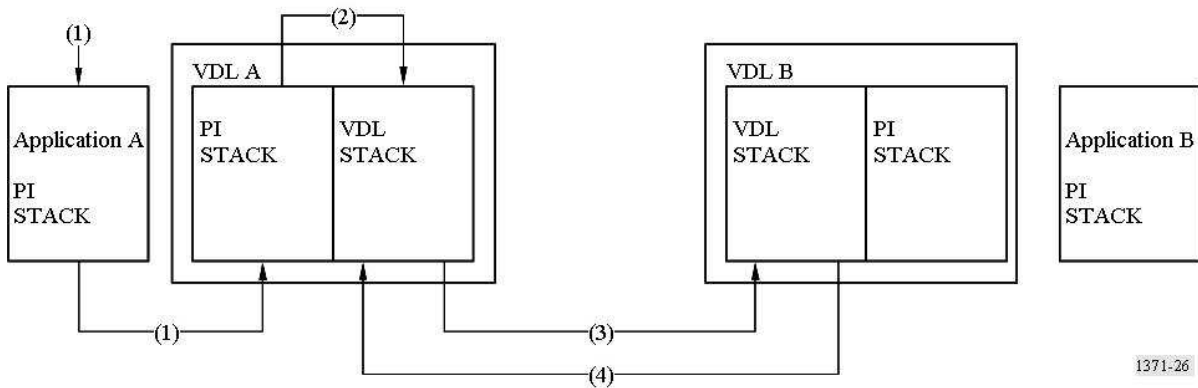 (2)
(1)
VDL A
VDL B
Application A
PI
STACK
PI
STACK
VDL
STACK
VDL
STACK
PI
STACK
Application B
PI
STACK
(1)
(3)
(4)
1371-26